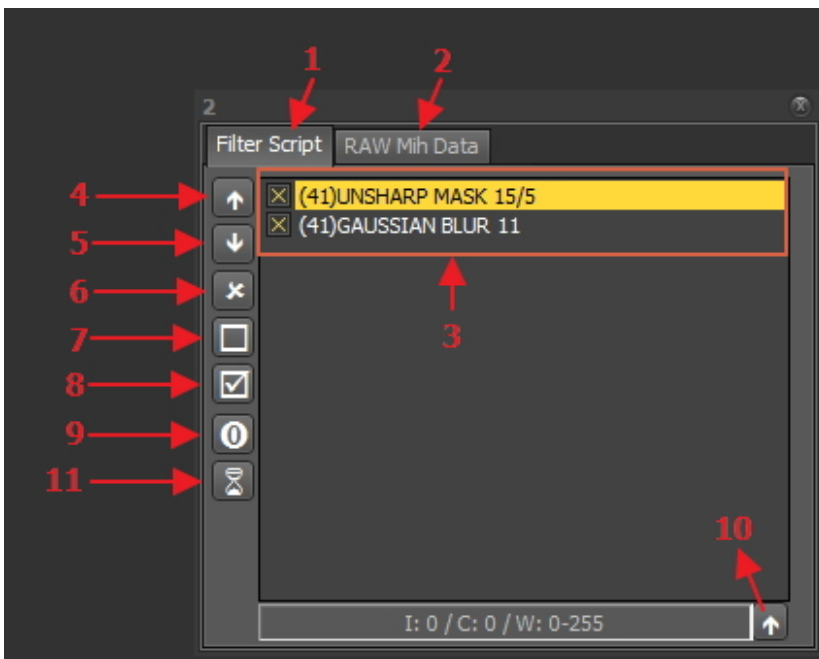 1
2
2
Filter Script
RAW Mih Data
4
(41)UNSHARP MASK 15/5
5
(41)GAUSSIAN BLUR 11
6
3
7
8
9
11
10
I: 0 / C: 0 / W: 0-255